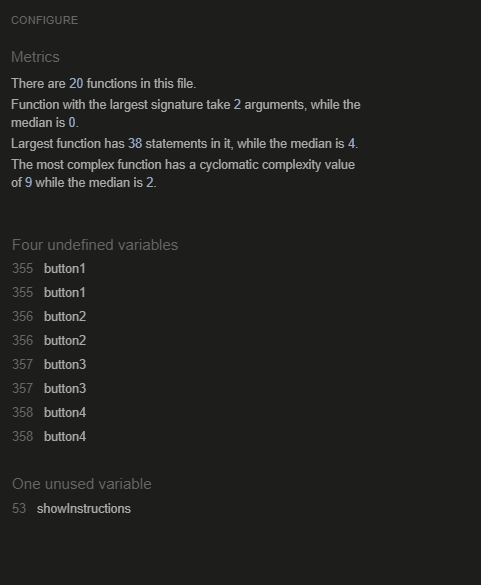 CONFIGURE
Metrics
There are 20 functions in this file.
Function with the largest signature take 2 arguments, while the
median is 0.
Largest function has 38 statements in it, while the median is 4.
The most complex function has a cyclomatic complexity value
of 9 while the median is 2.
Four undefined variables
355 button1
355 button1
356 button2
356 button2
357 button3
357 button3
358 button4
358 button4
One unused variable
53 showInstructions